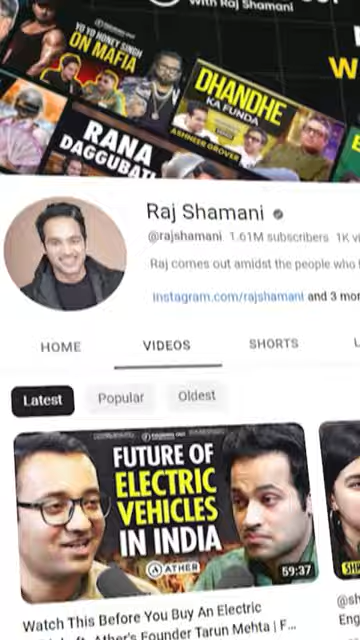 With Raj Shamani
YO YO HONEY SINGH
ON MAFIA
DHANDHE
KA FUNDA
ASHNEER GROVER
RANA
DAGGUBATI
Raj Shamani
@rajshamani 1.61M subscribers 1K vi
Raj comes out amidst the people who
instagram.com/rajshamani and 3 mor
HOME VIDEOS SHORTS L
Latest Popular Oldest
FUTURE OF
ELECTRIC
VEHICLES
IN INDIA
ATHER
59:37
Watch This Before You Buy An Electric
Ather's Founder Tarun Mehta | F...
@sh
Eng